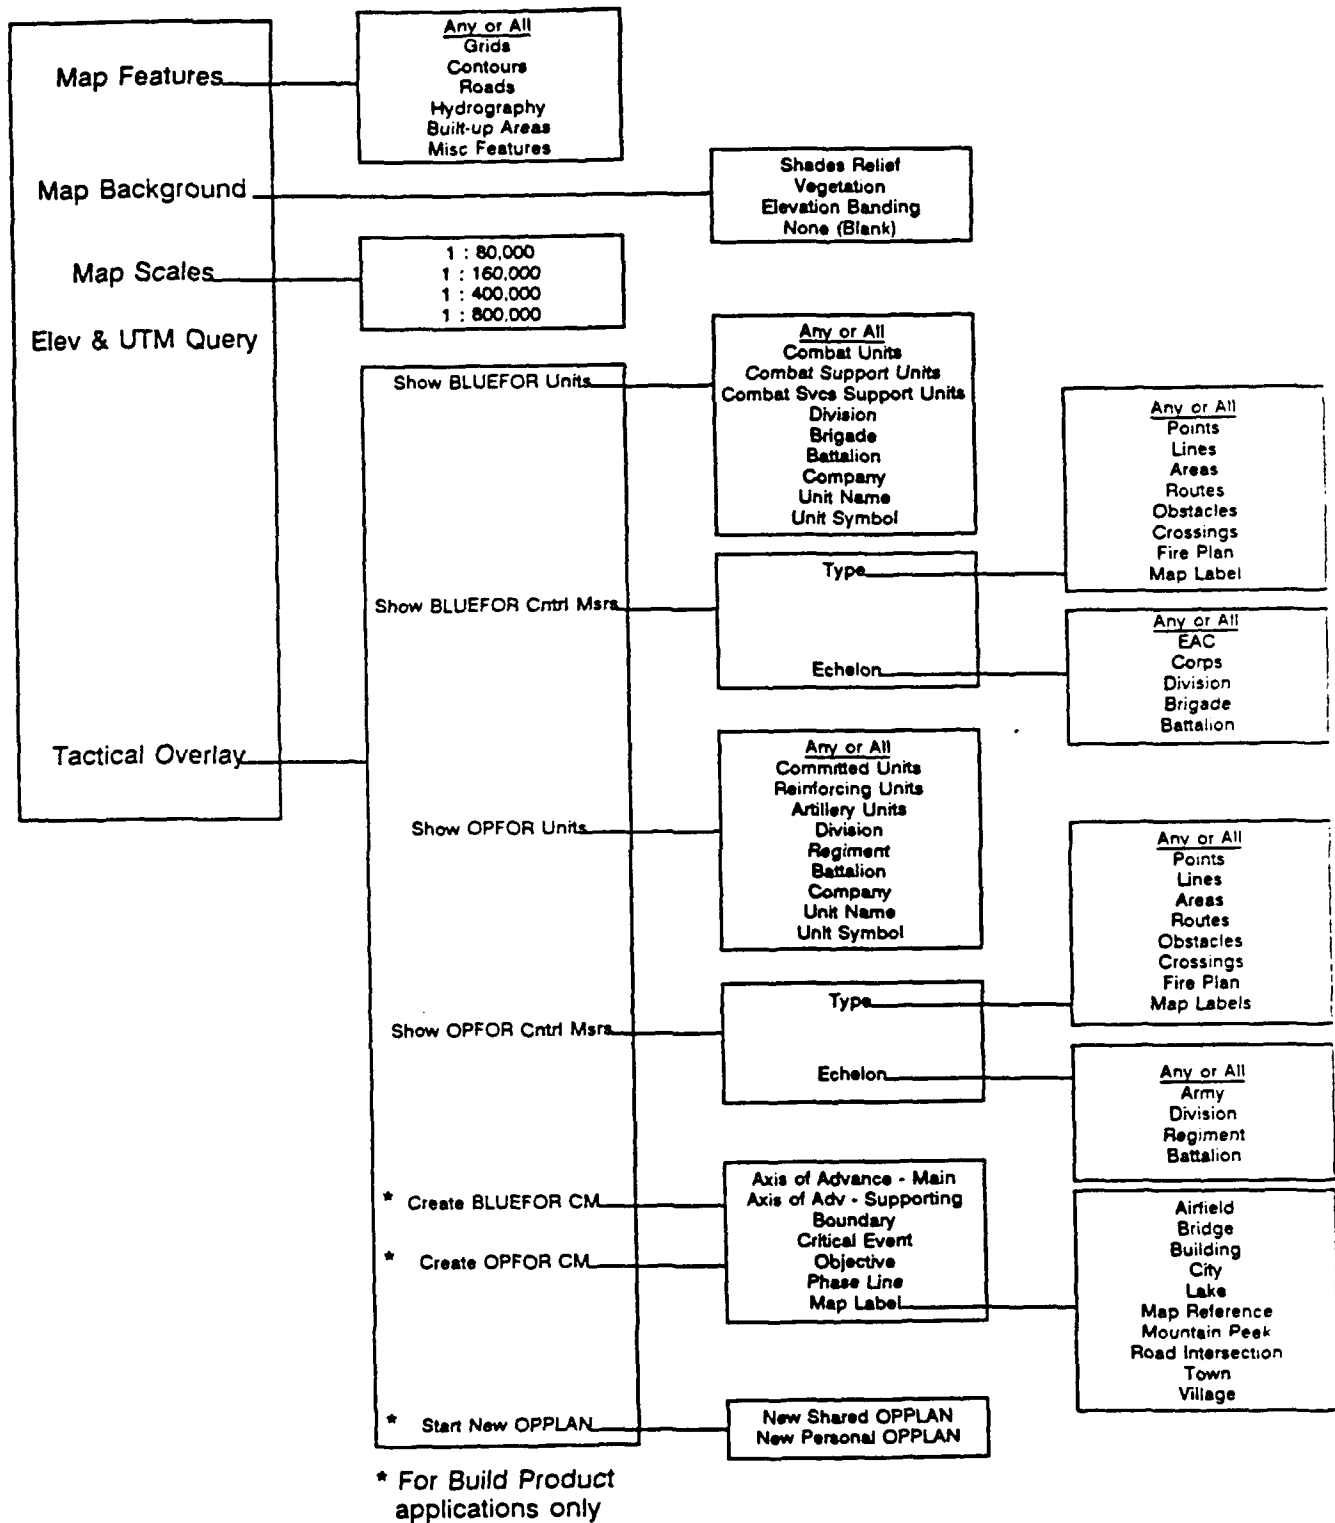 Map Features
Any or All
Grids
Contours
Roads
Hydrography
Built-up Areas
Misc Features
Map Background
Shades Relief
Vegetation
Elevation Banding
None (Blank)
Map Scales
1 : 80,000
1 : 160,000
1 : 400,000
1 : 800,000
Elev & UTM Query
Tactical Overlay
Show BLUEFOR Units
Any or All
Combat Units
Combat Support Units
Combat Svcs Support Units
Division
Brigade
Battalion
Company
Unit Name
Unit Symbol
Show BLUEFOR Cntrl Msrs
Type
Any or All
Points
Lines
Areas
Routes
Obstacles
Crossings
Fire Plan
Map Label
Echelon
Any or All
EAC
Corps
Division
Brigade
Battalion
Show OPFOR Units
Any or All
Committed Units
Reinforcing Units
Artillery Units
Division
Regiment
Battalion
Company
Unit Name
Unit Symbol
Show OPFOR Cntrl Msrs
Type
Any or All
Points
Lines
Areas
Routes
Obstacles
Crossings
Fire Plan
Map Labels
Echelon
Any or All
Army
Division
Regiment
Battalion
* Create BLUEFOR CM
* Create OPFOR CM
Axis of Advance - Main
Axis of Adv - Supporting
Boundary
Critical Event
Objective
Phase Line
Map Label
Airfield
Bridge
Building
City
Lake
Map Reference
Mountain Peak
Road Intersection
Town
Village
* Start New OPPLAN
New Shared OPPLAN
New Personal OPPLAN
* For Build Product
applications only